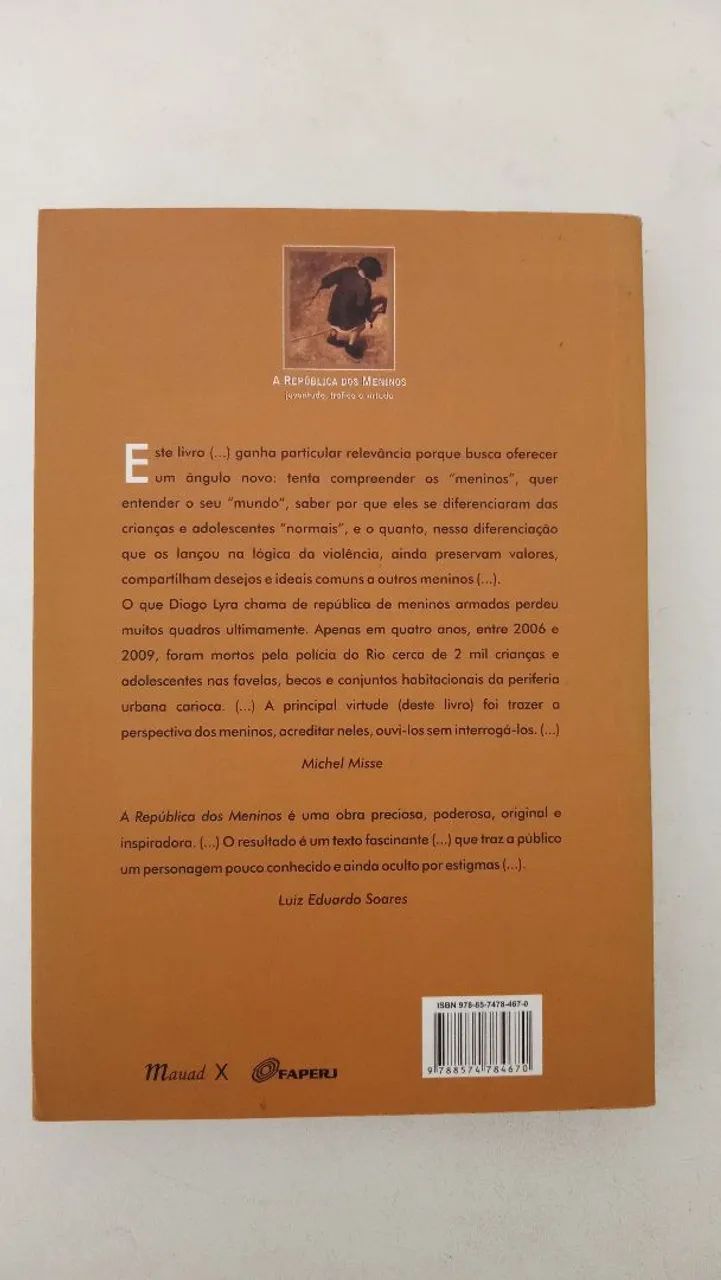 A REPÚBLICA DOS MENINOS
juventude, tráfico e virtude
Este livro (...) ganha particular relevância porque busca oferecer
um ângulo novo: tenta compreender os "meninos", quer
entender o seu "mundo", saber por que eles se diferenciaram das
crianças e adolescentes "normais", e o quanto, nessa diferenciação
que os lançou na lógica da violência, ainda preservam valores,
compartilham desejos e ideais comuns a outros meninos (...).
O que Diogo Lyra chama de república de meninos armados perdeu
muitos quadros ultimamente. Apenas em quatro anos, entre 2006 e
2009, foram mortos pela polícia do Rio cerca de 2 mil crianças e
adolescentes nas favelas, becos e conjuntos habitacionais da periferia
urbana carioca. (...) A principal virtude (deste livro) foi trazer a
perspectiva dos meninos, acreditar neles, ouvi-los sem interrogá-los. (...)
Michel Misse
A República dos Meninos é uma obra preciosa, poderosa, original e
inspiradora. (...) O resultado é um texto fascinante (...) que traz a público
um personagem pouco conhecido e ainda oculto por estigmas (...).
Luiz Eduardo Soares
ISBN 978-85-7478-467-0
9 788574 784670
mauad X
FAPERJ